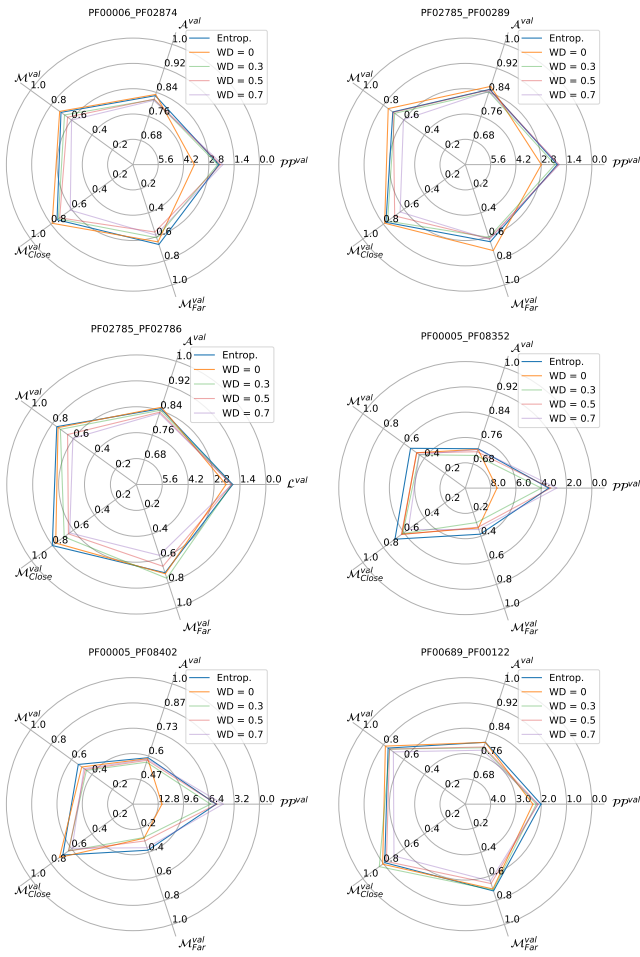 PF00006_PF02874
𝒜^val
1.0
0.92
0.84
0.76
0.68
Entrop.
WD = 0
WD = 0.3
WD = 0.5
WD = 0.7
ℳ^val
1.0
0.8
0.6
0.4
0.2
5.6 4.2 2.8 1.4 0.0 𝒫𝒫^val
0.2
0.4
0.6
0.8
1.0
ℳ^val_Close
0.2
0.4
0.6
0.8
1.0
ℳ^val_Far
PF02785_PF00289
𝒜^val
1.0
0.92
0.84
0.76
0.68
Entrop.
WD = 0
WD = 0.3
WD = 0.5
WD = 0.7
ℳ^val
1.0
0.8
0.6
0.4
0.2
5.6 4.2 2.8 1.4 0.0 𝒫𝒫^val
0.2
0.4
0.6
0.8
1.0
ℳ^val_Close
0.2
0.4
0.6
0.8
1.0
ℳ^val_Far
PF02785_PF02786
𝒜^val
1.0
0.92
0.84
0.76
0.68
Entrop.
WD = 0
WD = 0.3
WD = 0.5
WD = 0.7
ℳ^val
1.0
0.8
0.6
0.4
0.2
5.6 4.2 2.8 1.4 0.0 ℒ^val
0.2
0.4
0.6
0.8
1.0
ℳ^val_Close
0.2
0.4
0.6
0.8
1.0
ℳ^val_Far
PF00005_PF08352
𝒜^val
1.0
0.92
0.84
0.76
0.68
Entrop.
WD = 0
WD = 0.3
WD = 0.5
WD = 0.7
ℳ^val
1.0
0.8
0.6
0.4
0.2
8.0 6.0 4.0 2.0 0.0 𝒫𝒫^val
0.2
0.4
0.6
0.8
1.0
ℳ^val_Close
0.2
0.4
0.6
0.8
1.0
ℳ^val_Far
PF00005_PF08402
𝒜^val
1.0
0.87
0.73
0.6
0.47
Entrop.
WD = 0
WD = 0.3
WD = 0.5
WD = 0.7
ℳ^val
1.0
0.8
0.6
0.4
0.2
12.8 9.6 6.4 3.2 0.0 𝒫𝒫^val
0.2
0.4
0.6
0.8
1.0
ℳ^val_Close
0.2
0.4
0.6
0.8
1.0
ℳ^val_Far
PF00689_PF00122
𝒜^val
1.0
0.92
0.84
0.76
0.68
Entrop.
WD = 0
WD = 0.3
WD = 0.5
WD = 0.7
ℳ^val
1.0
0.8
0.6
0.4
0.2
4.0 3.0 2.0 1.0 0.0 𝒫𝒫^val
0.2
0.4
0.6
0.8
1.0
ℳ^val_Close
0.2
0.4
0.6
0.8
1.0
ℳ^val_Far